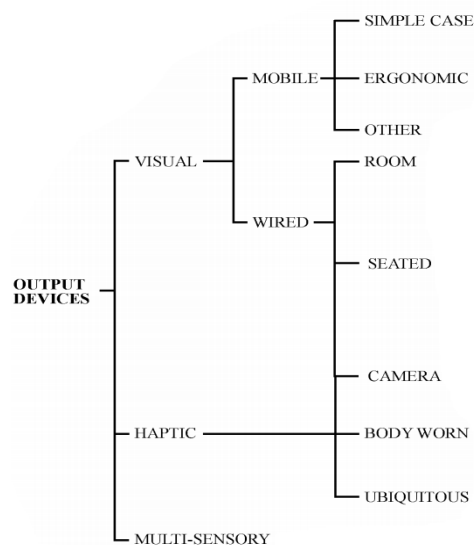 SIMPLE CASE
MOBILE
ERGONOMIC
OTHER
VISUAL
ROOM
WIRED
SEATED
OUTPUT
DEVICES
CAMERA
HAPTIC
BODY WORN
UBIQUITOUS
MULTI-SENSORY